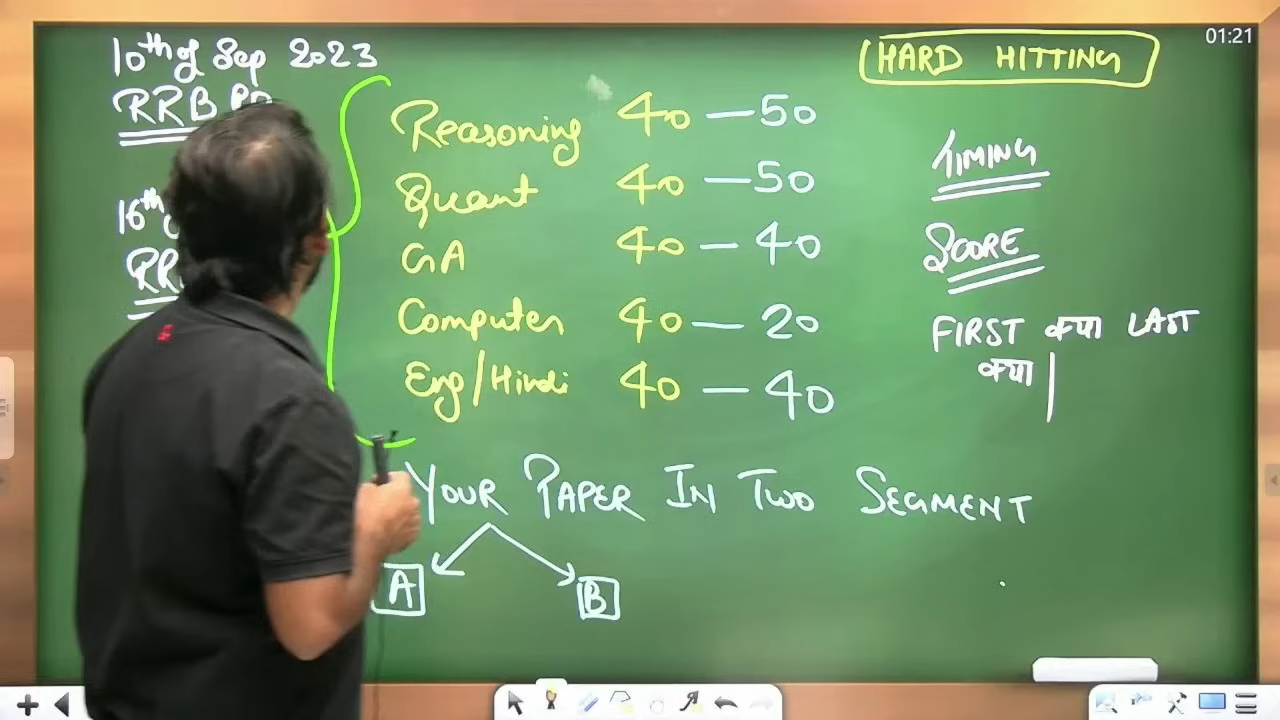 10th of Sep 2023
RRB
16th
Reasoning 40 — 50
Quant 40 — 50
GA 40 — 40
Computer 40 — 20
Eng/Hindi 40 — 40
HARD HITTING
01:21
TIMING
SCORE
FIRST क्या LAST
क्या
YOUR PAPER IN TWO SEGMENT
A B